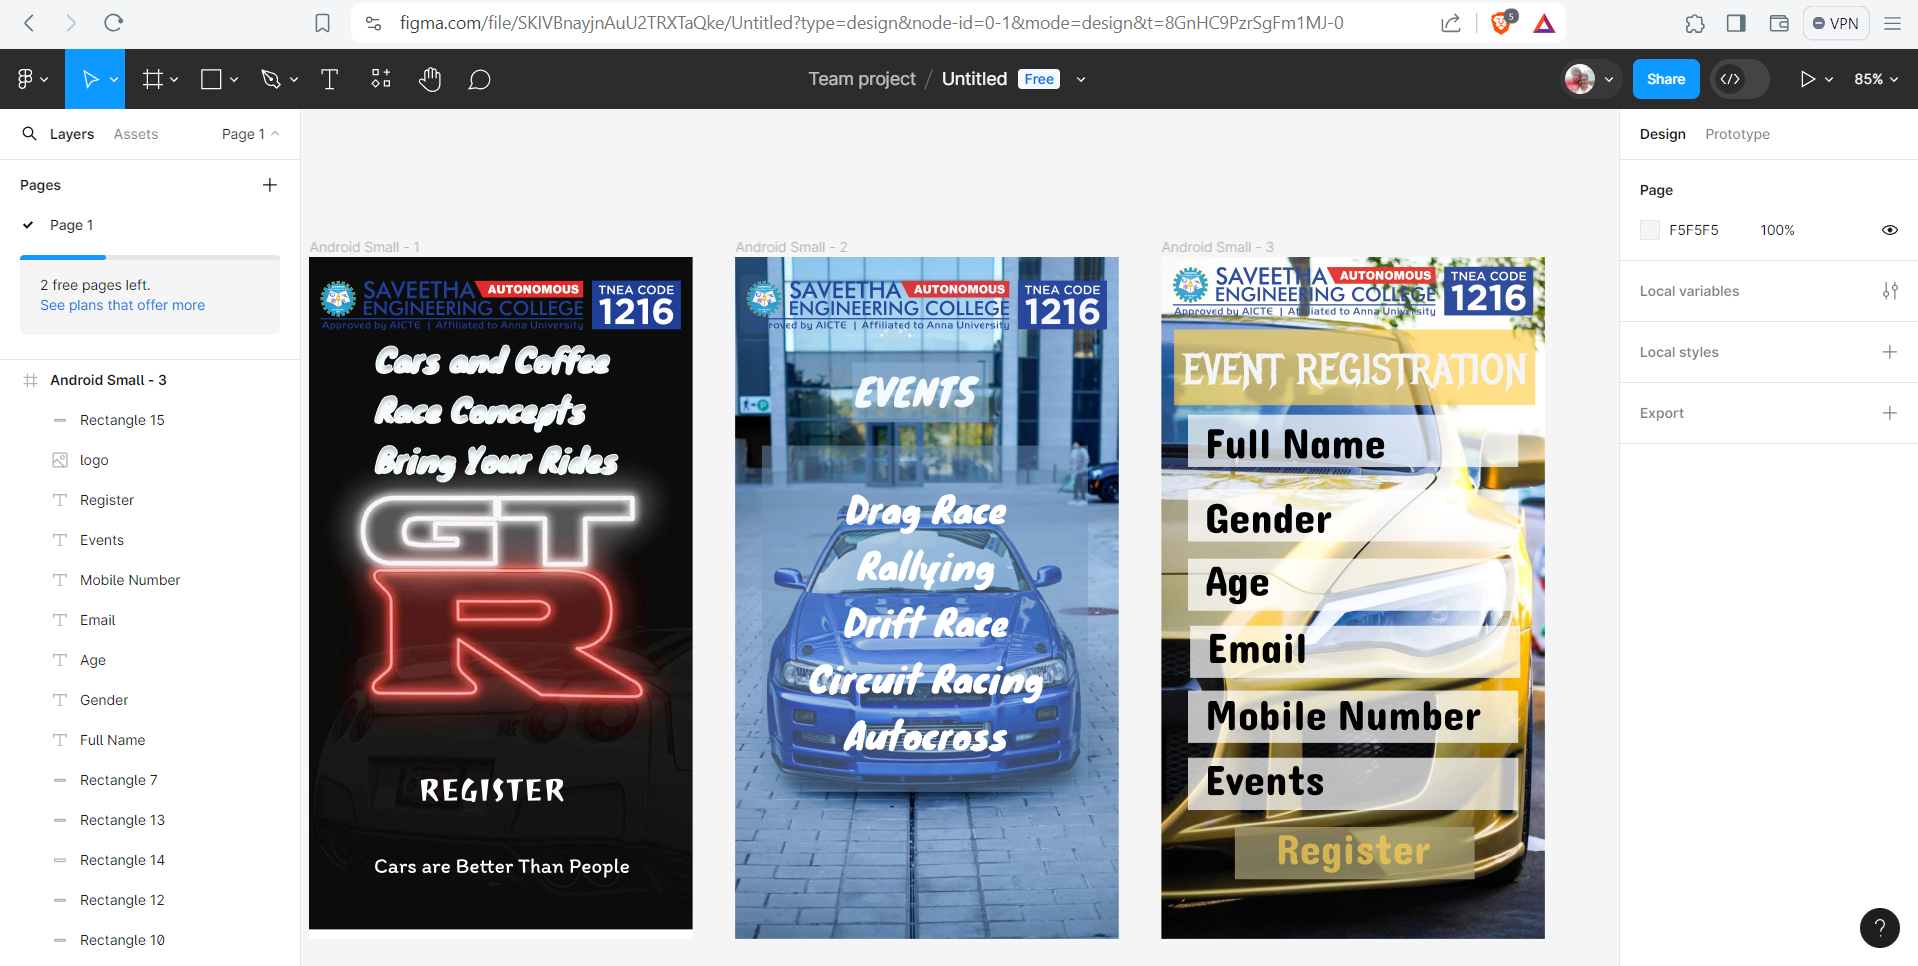 figma.com/file/SKIVBnayjnAuU2TRXTaQke/Untitled?type=design&node-id=0-1&mode=design&t=8GnHC9PzrSgFm1MJ-0
5
VPN
Team project / Untitled Free
Share
85%
Layers Assets Page 1
Pages
Page 1
2 free pages left.
See plans that offer more
Android Small - 3
Rectangle 15
logo
Register
Events
Mobile Number
Email
Age
Gender
Full Name
Rectangle 7
Rectangle 13
Rectangle 14
Rectangle 12
Rectangle 10
Android Small - 1
SAVEETHA AUTONOMOUS
ENGINEERING COLLEGE
Approved by AICTE | Affiliated to Anna University
TNEA CODE
1216
Cars and Coffee
Race Concepts
Bring Your Rides
GT
R
REGISTER
Cars are Better Than People
Android Small - 2
SAVEETHA AUTONOMOUS
ENGINEERING COLLEGE
Approved by AICTE | Affiliated to Anna University
TNEA CODE
1216
EVENTS
Drag Race
Rallying
Drift Race
Circuit Racing
Autocross
Android Small - 3
SAVEETHA AUTONOMOUS
ENGINEERING COLLEGE
Approved by AICTE | Affiliated to Anna University
TNEA CODE
1216
EVENT REGISTRATION
Full Name
Gender
Age
Email
Mobile Number
Events
Register
Design Prototype
Page
F5F5F5 100%
Local variables
Local styles
Export
?